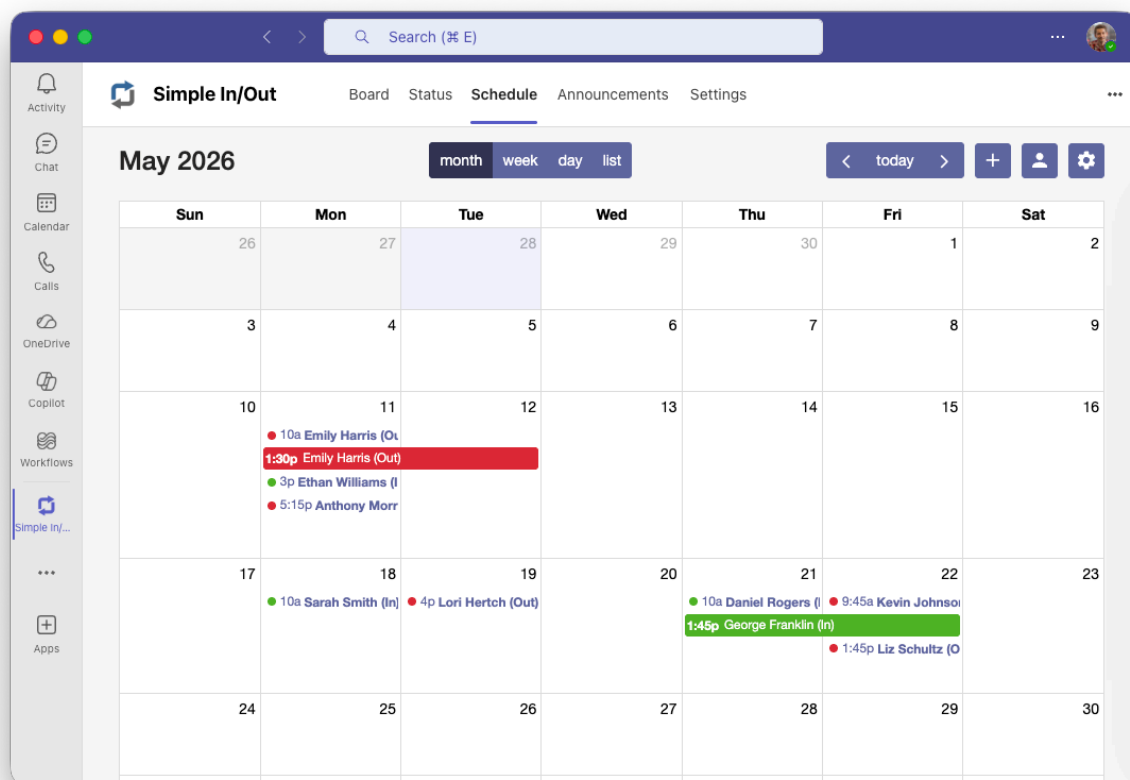 Search (⌘ E)
Activity
Chat
Calendar
Calls
OneDrive
Copilot
Workflows
Simple In/...
Apps
Simple In/Out
Board Status Schedule Announcements Settings
May 2026
month week day list
today
Sun Mon Tue Wed Thu Fri Sat
26 27 28 29 30 1 2
3 4 5 6 7 8 9
10 11 12 13 14 15 16
10a Emily Harris (Ou
1:30p Emily Harris (Out)
3p Ethan Williams (I
5:15p Anthony Morr
17 18 19 20 21 22 23
10a Sarah Smith (In) 4p Lori Hertch (Out) 10a Daniel Rogers (I 9:45a Kevin Johnson
1:45p George Franklin (In)
1:45p Liz Schultz (O
24 25 26 27 28 29 30